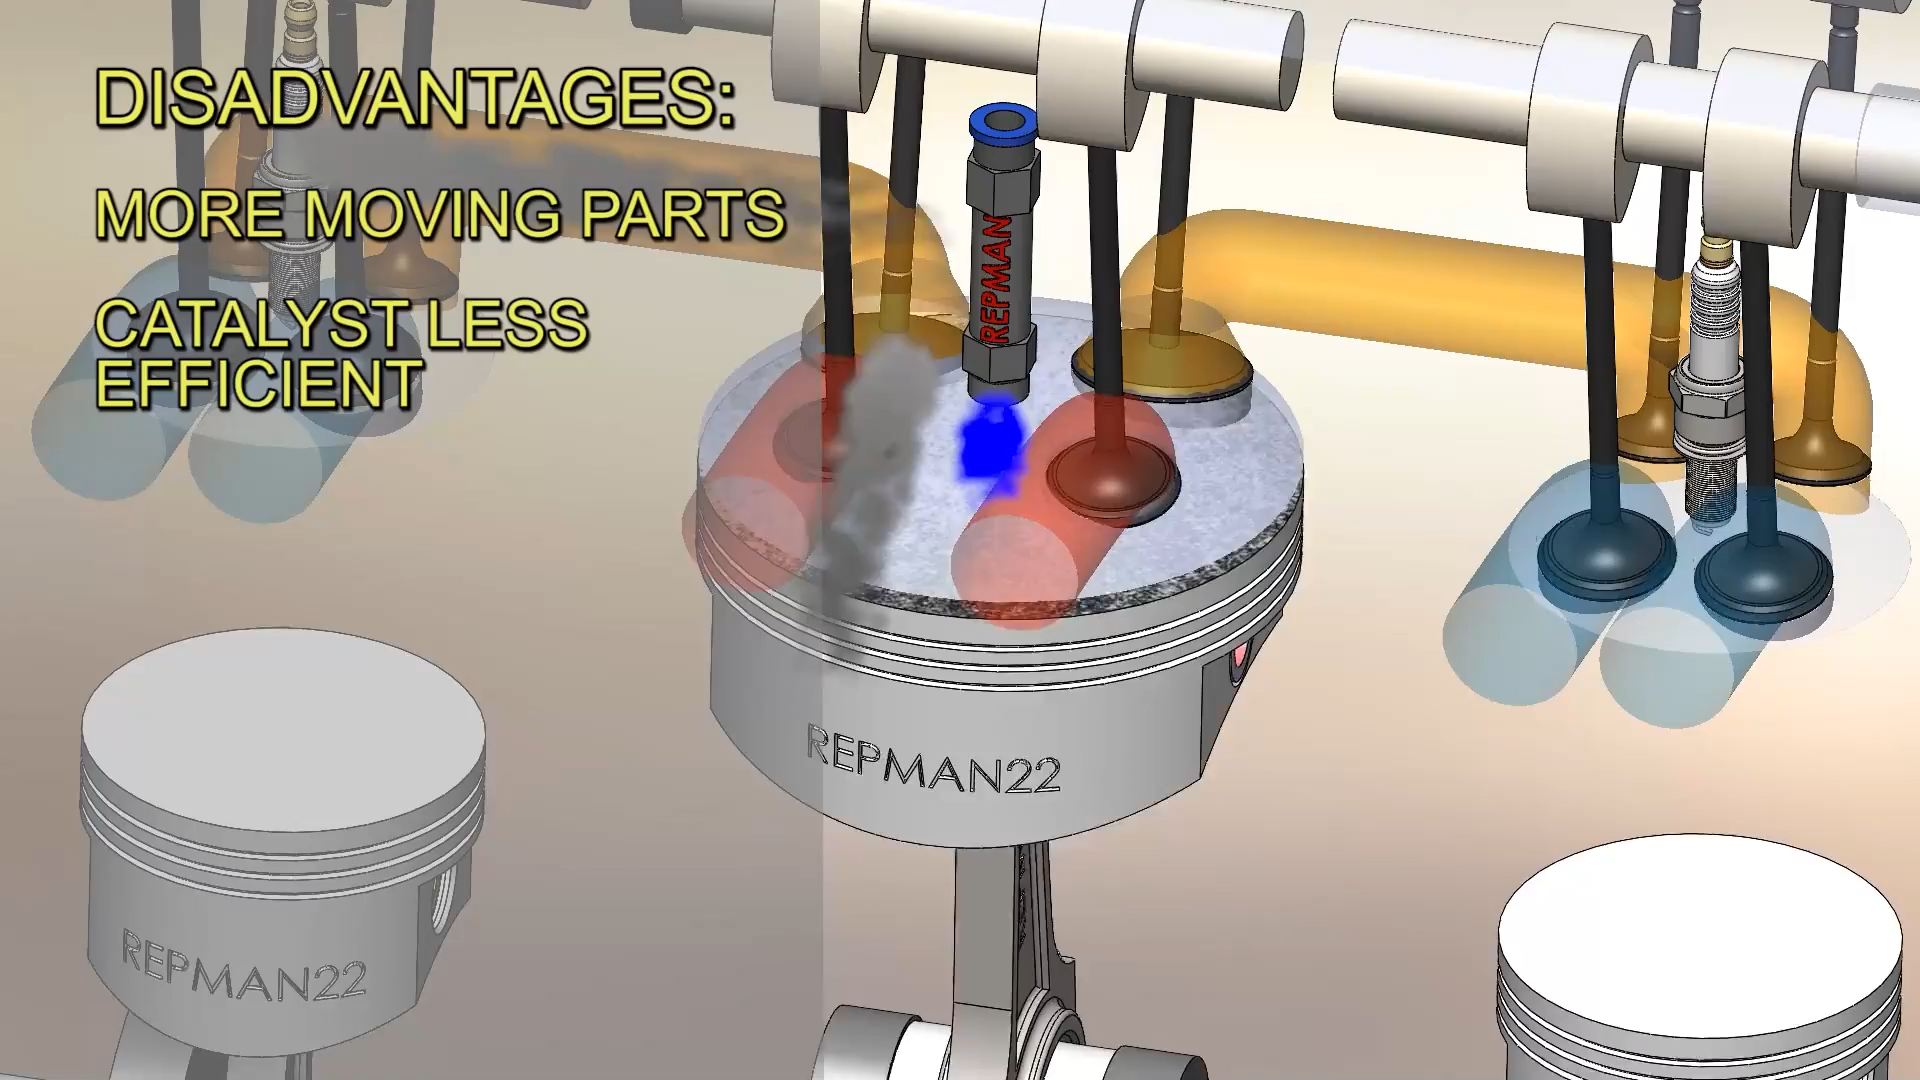 DISADVANTAGES:
MORE MOVING PARTS
CATALYST LESS
EFFICIENT
REPMAN
REPMAN22
REPMAN22